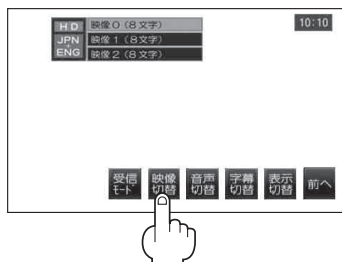 HD
JPN
+
ENG
映像0（8文字）
映像1（8文字）
映像2（8文字）
10:10
受信
モード
映像
切替
音声
切替
字幕
切替
表示
切替
前へ